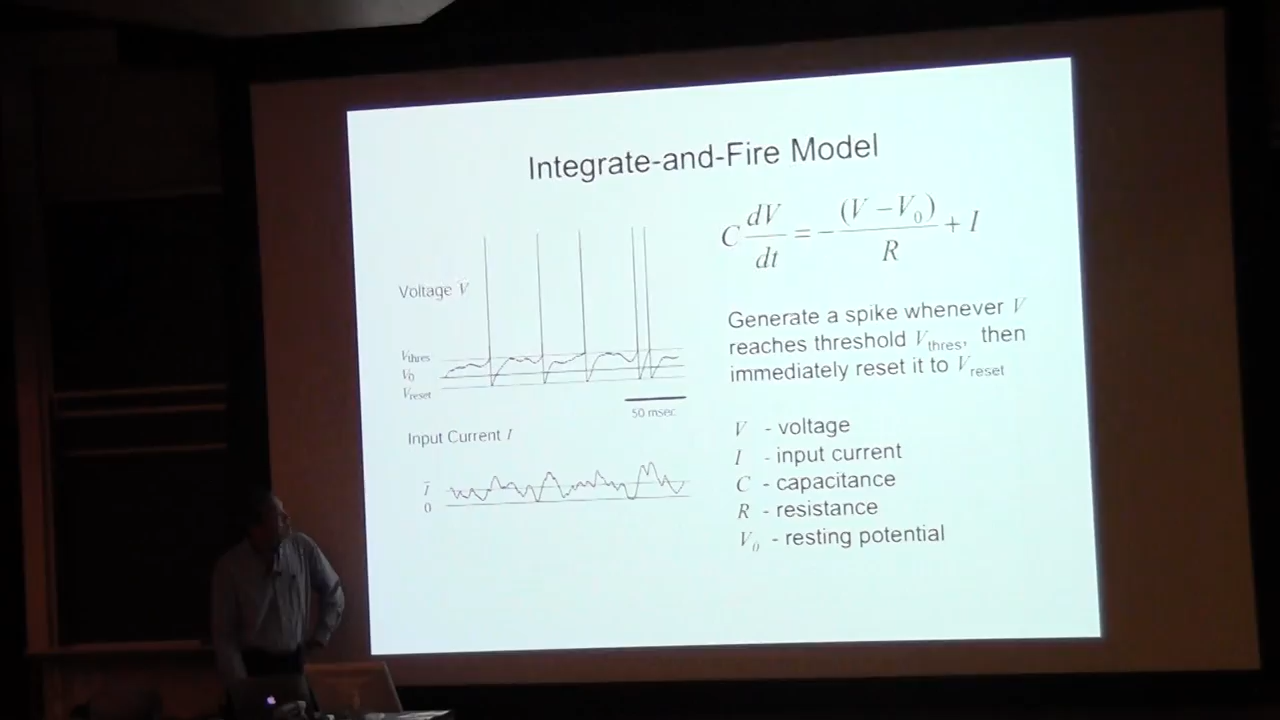 Integrate-and-Fire Model
C dV/dt = - (V - V₀)/R + I
Voltage V
Vthres
V₀
Vreset
50 msec
Input Current I
Ī
0
Generate a spike whenever V
reaches threshold Vthres, then
immediately reset it to Vreset
V - voltage
I - input current
C - capacitance
R - resistance
V₀ - resting potential